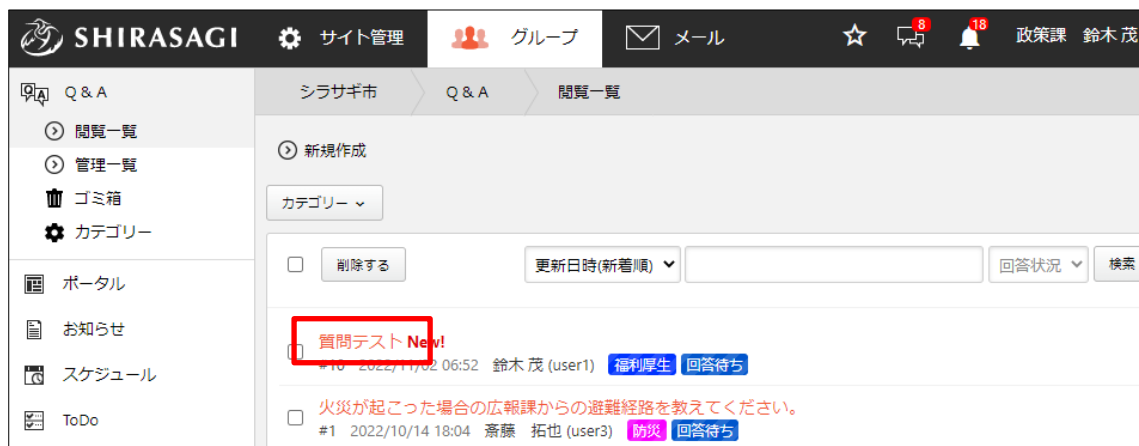 SHIRASAGI サイト管理 グループ メール 8 18 政策課 鈴木 茂
Q & A
シラサギ市 Q & A 閲覧一覧
閲覧一覧
管理一覧
ゴミ箱
カテゴリー
新規作成
カテゴリー
削除する 更新日時(新着順) 回答状況 検索
ポータル
お知らせ
スケジュール
ToDo
質問テスト New!
#10 2022/11/02 06:52 鈴木 茂 (user1) 福利厚生 回答待ち
火災が起こった場合の広報課からの避難経路を教えてください。
#1 2022/10/14 18:04 斎藤 拓也 (user3) 防災 回答待ち